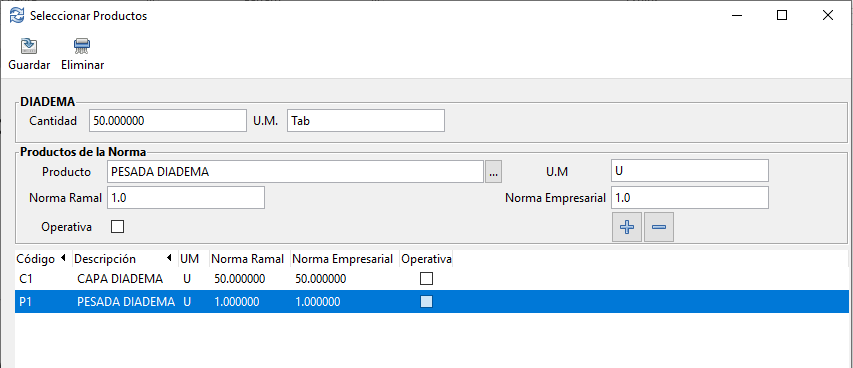 Seleccionar Productos
Guardar Eliminar
DIADEMA
Cantidad 50.000000 U.M. Tab
Productos de la Norma
Producto PESADA DIADEMA ... U.M U
Norma Ramal 1.0 Norma Empresarial 1.0
Operativa
Código Descripción UM Norma Ramal Norma Empresarial Operativa
C1 CAPA DIADEMA U 50.000000 50.000000
P1 PESADA DIADEMA U 1.000000 1.000000